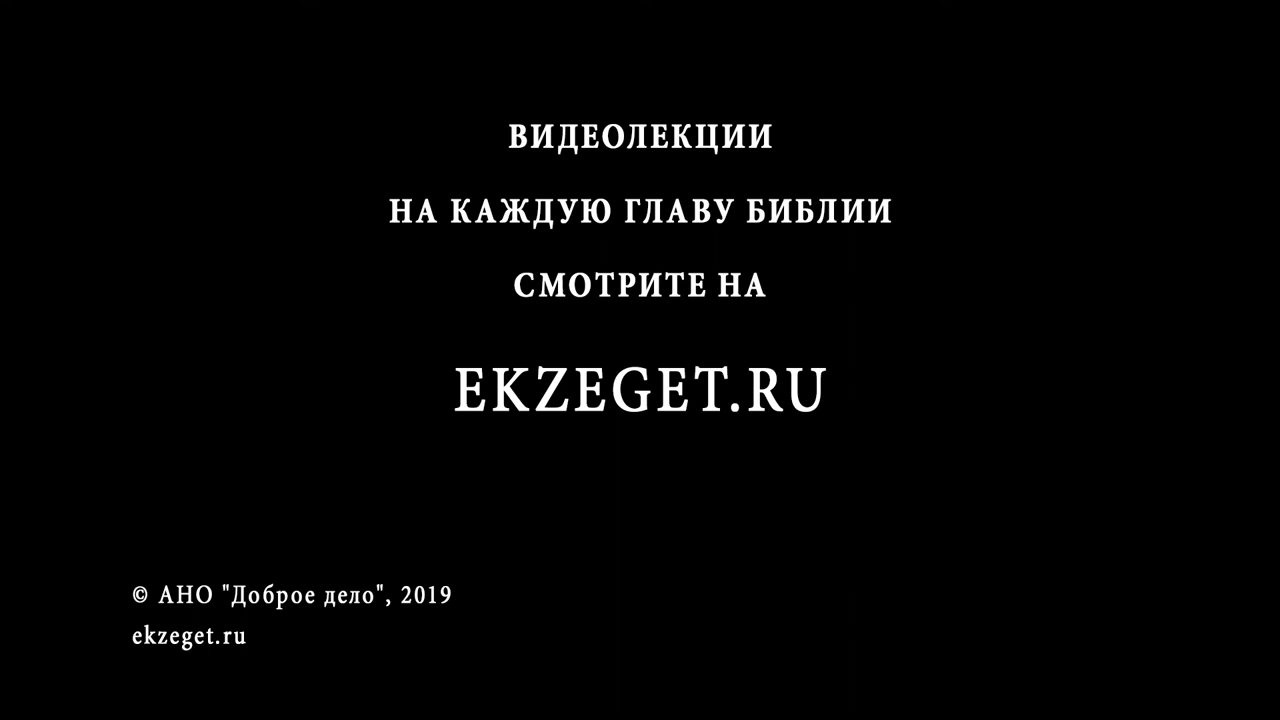 ВИДЕОЛЕКЦИИ
НА КАЖДУЮ ГЛАВУ БИБЛИИ
СМОТРИТЕ НА
EKZEGET.RU
© АНО "Доброе дело", 2019
ekzeget.ru